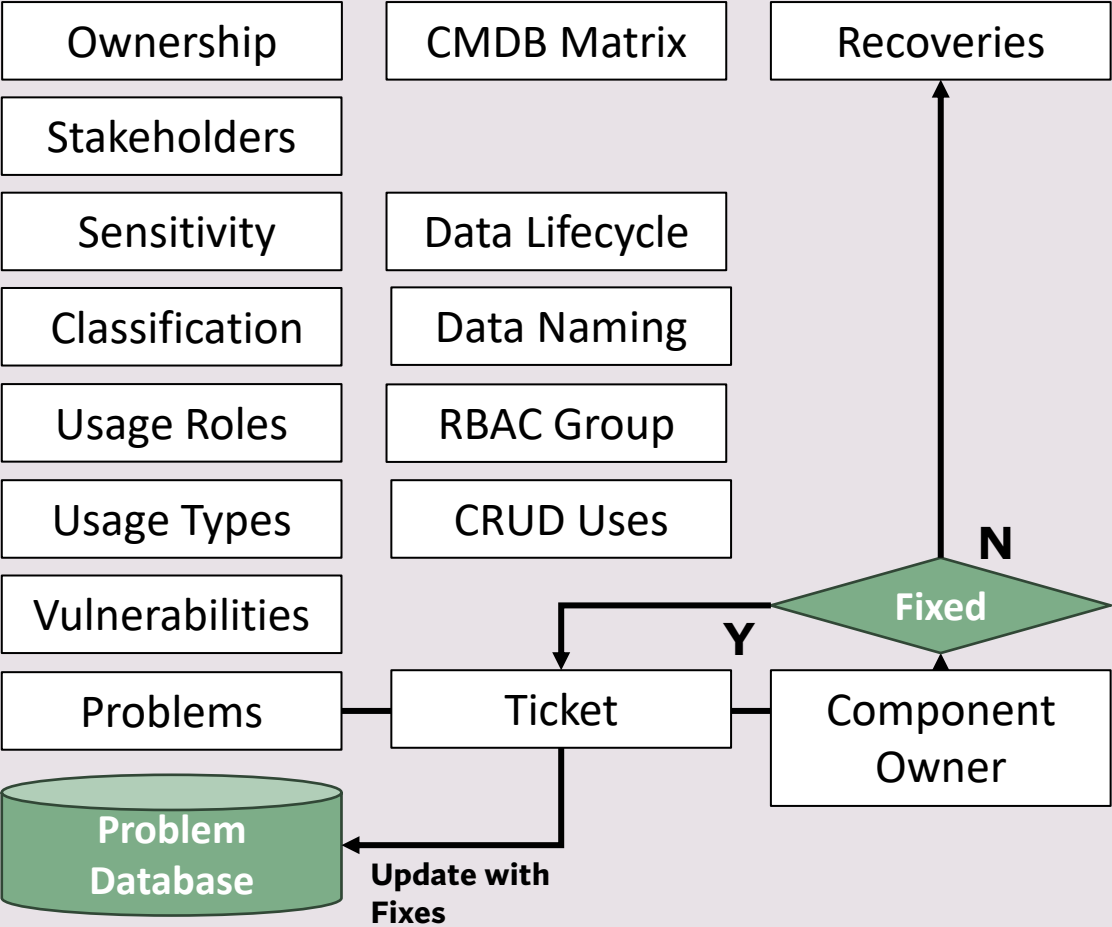 Ownership
CMDB Matrix
Recoveries
Stakeholders
Sensitivity
Data Lifecycle
Classification
Data Naming
Usage Roles
RBAC Group
Usage Types
CRUD Uses
N
Vulnerabilities
Fixed
Y
Problems
Ticket
Component
Owner
Problem
Database
Update with
Fixes